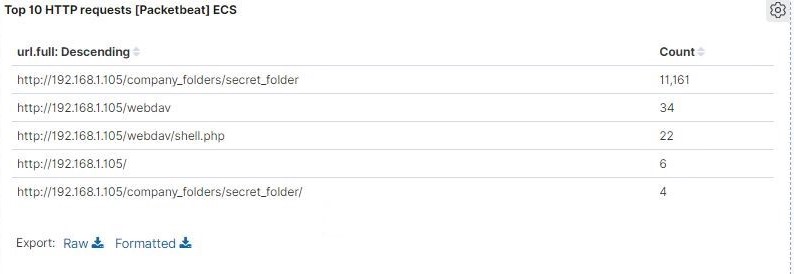 Top 10 HTTP requests [Packetbeat] ECS
url.full: Descending Count
http://192.168.1.105/company_folders/secret_folder 11,161
http://192.168.1.105/webdav 34
http://192.168.1.105/webdav/shell.php 22
http://192.168.1.105/ 6
http://192.168.1.105/company_folders/secret_folder/ 4
Export: Raw Formatted